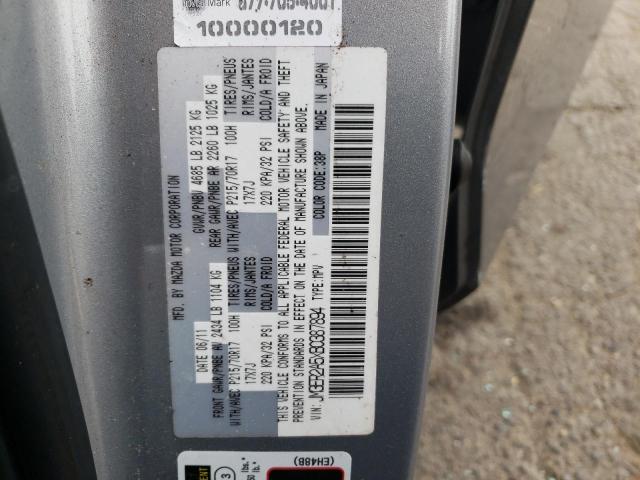 10000120
MFD. BY MAZDA MOTOR CORPORATION
DATE 06/11 GVWR/PNBV 4685 LB 2125 KG
FRONT GAWR/PNBE AV 2434 LB 1104 KG REAR GAWR/PNBE AR 2260 LB 1025 KG
WITH/AVEC P215/70R17 100H TIRES/PNEUS WITH/AVEC P215/70R17 100H TIRES/PNEUS
17X7J RIMS/JANTES 17X7J RIMS/JANTES
220 KPA/32 PSI COLD/A FROID 220 KPA/32 PSI COLD/A FROID
THIS VEHICLE CONFORMS TO ALL APPLICABLE FEDERAL MOTOR VEHICLE SAFETY AND THEFT
PREVENTION STANDARDS IN EFFECT ON THE DATE OF MANUFACTURE SHOWN ABOVE.
VIN: JM3ER2A5XB0387894 TYPE:MPV COLOR CODE:38P MADE IN JAPAN
(EH48B)